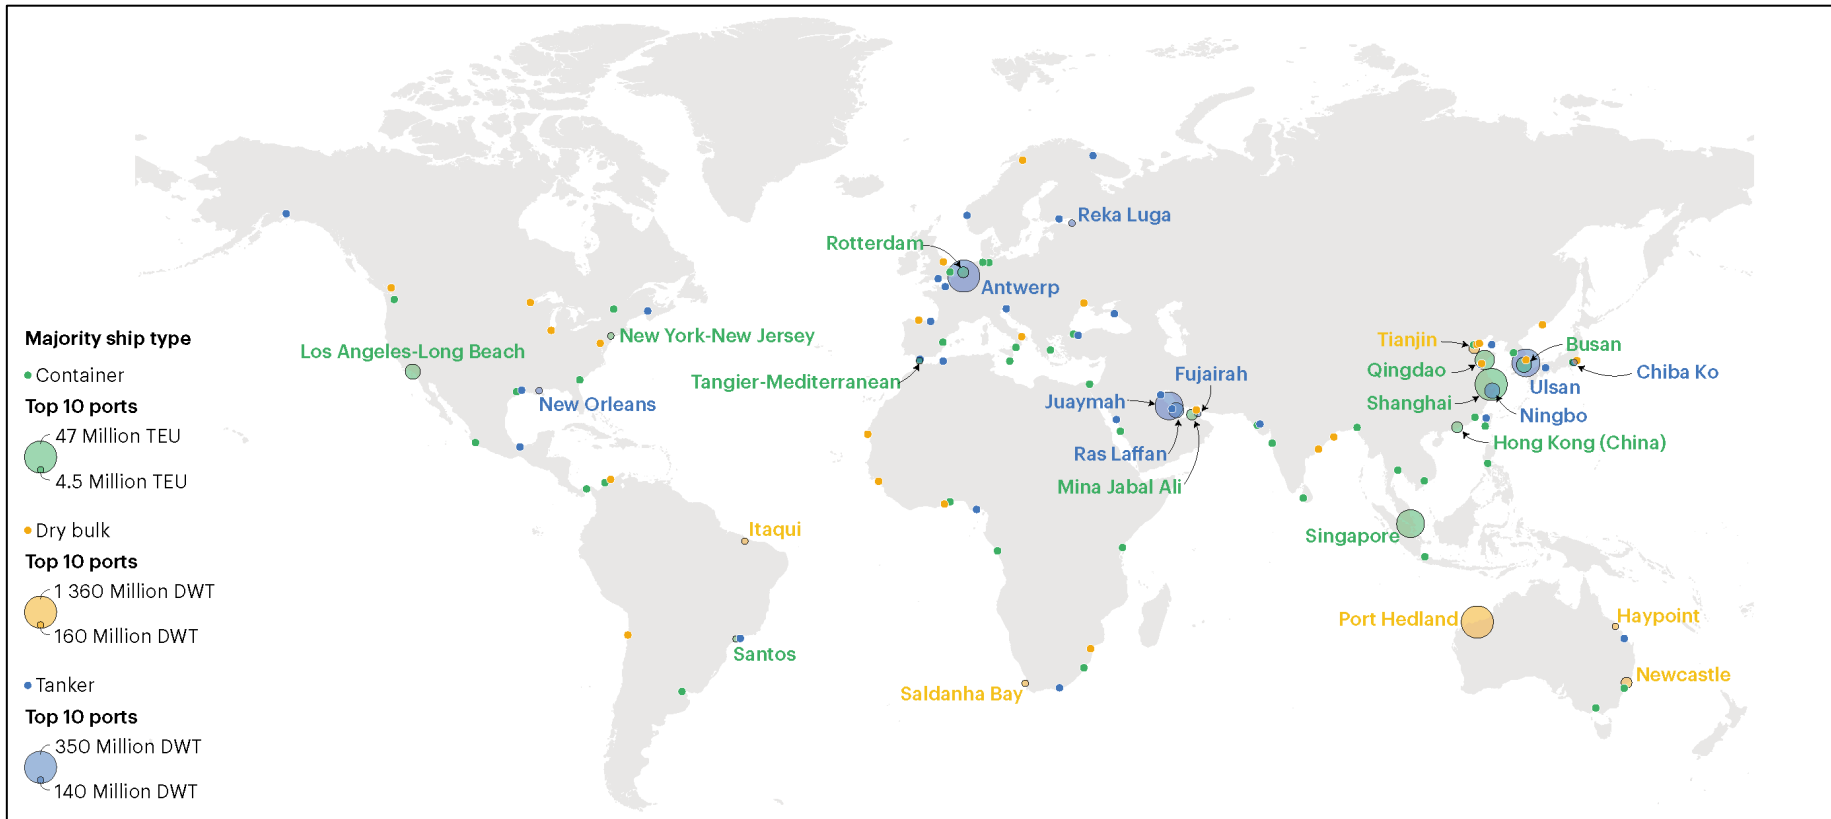 Reka Luga
Rotterdam
Antwerp
Majority ship type
Container
Top 10 ports
47 Million TEU
4.5 Million TEU
Dry bulk
Top 10 ports
1 360 Million DWT
160 Million DWT
Tanker
Top 10 ports
350 Million DWT
140 Million DWT
New York-New Jersey
Los Angeles-Long Beach
New Orleans
Tangier-Mediterranean
Fujairah
Juaymah
Ras Laffan
Mina Jabal Ali
Tianjin
Busan
Qingdao
Chiba Ko
Ulsan
Shanghai
Ningbo
Hong Kong (China)
Itaqui
Singapore
Port Hedland
Haypoint
Santos
Saldanha Bay
Newcastle